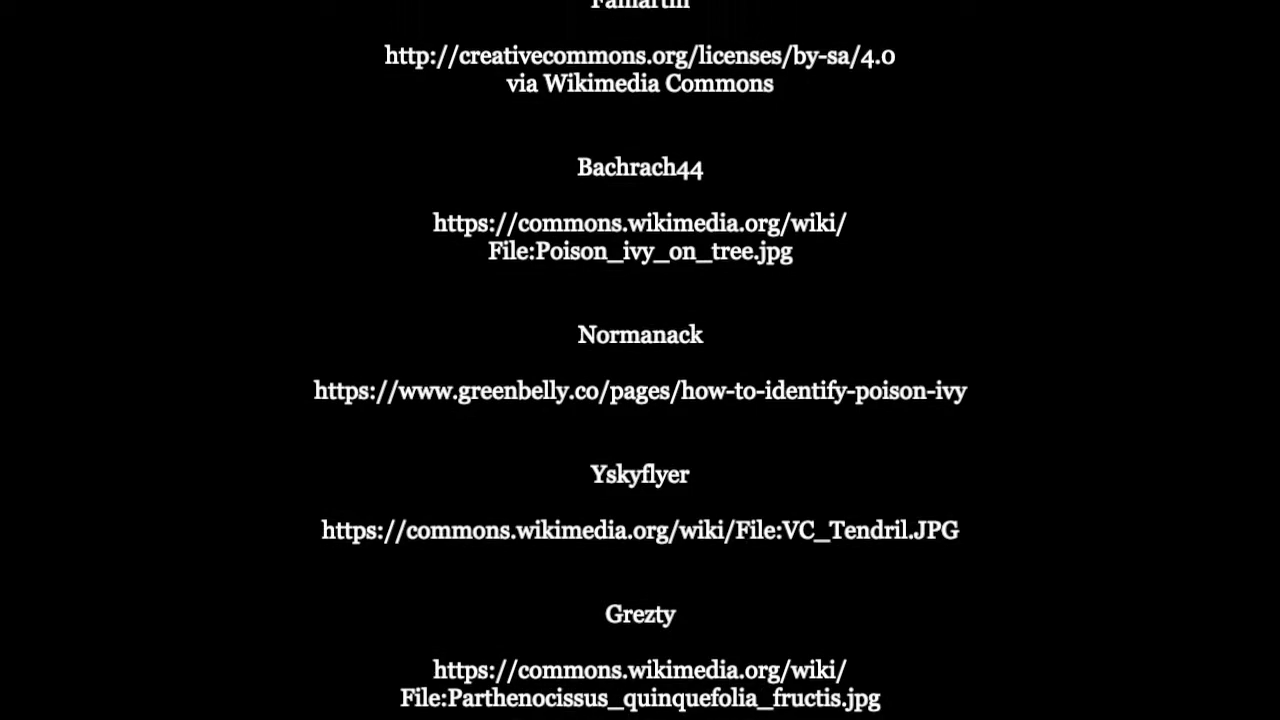 Famartin
http://creativecommons.org/licenses/by-sa/4.0
via Wikimedia Commons
Bachrach44
https://commons.wikimedia.org/wiki/
File:Poison_ivy_on_tree.jpg
Normanack
https://www.greenbelly.co/pages/how-to-identify-poison-ivy
Yskyflyer
https://commons.wikimedia.org/wiki/File:VC_Tendril.JPG
Grezty
https://commons.wikimedia.org/wiki/
File:Parthenocissus_quinquefolia_fructis.jpg